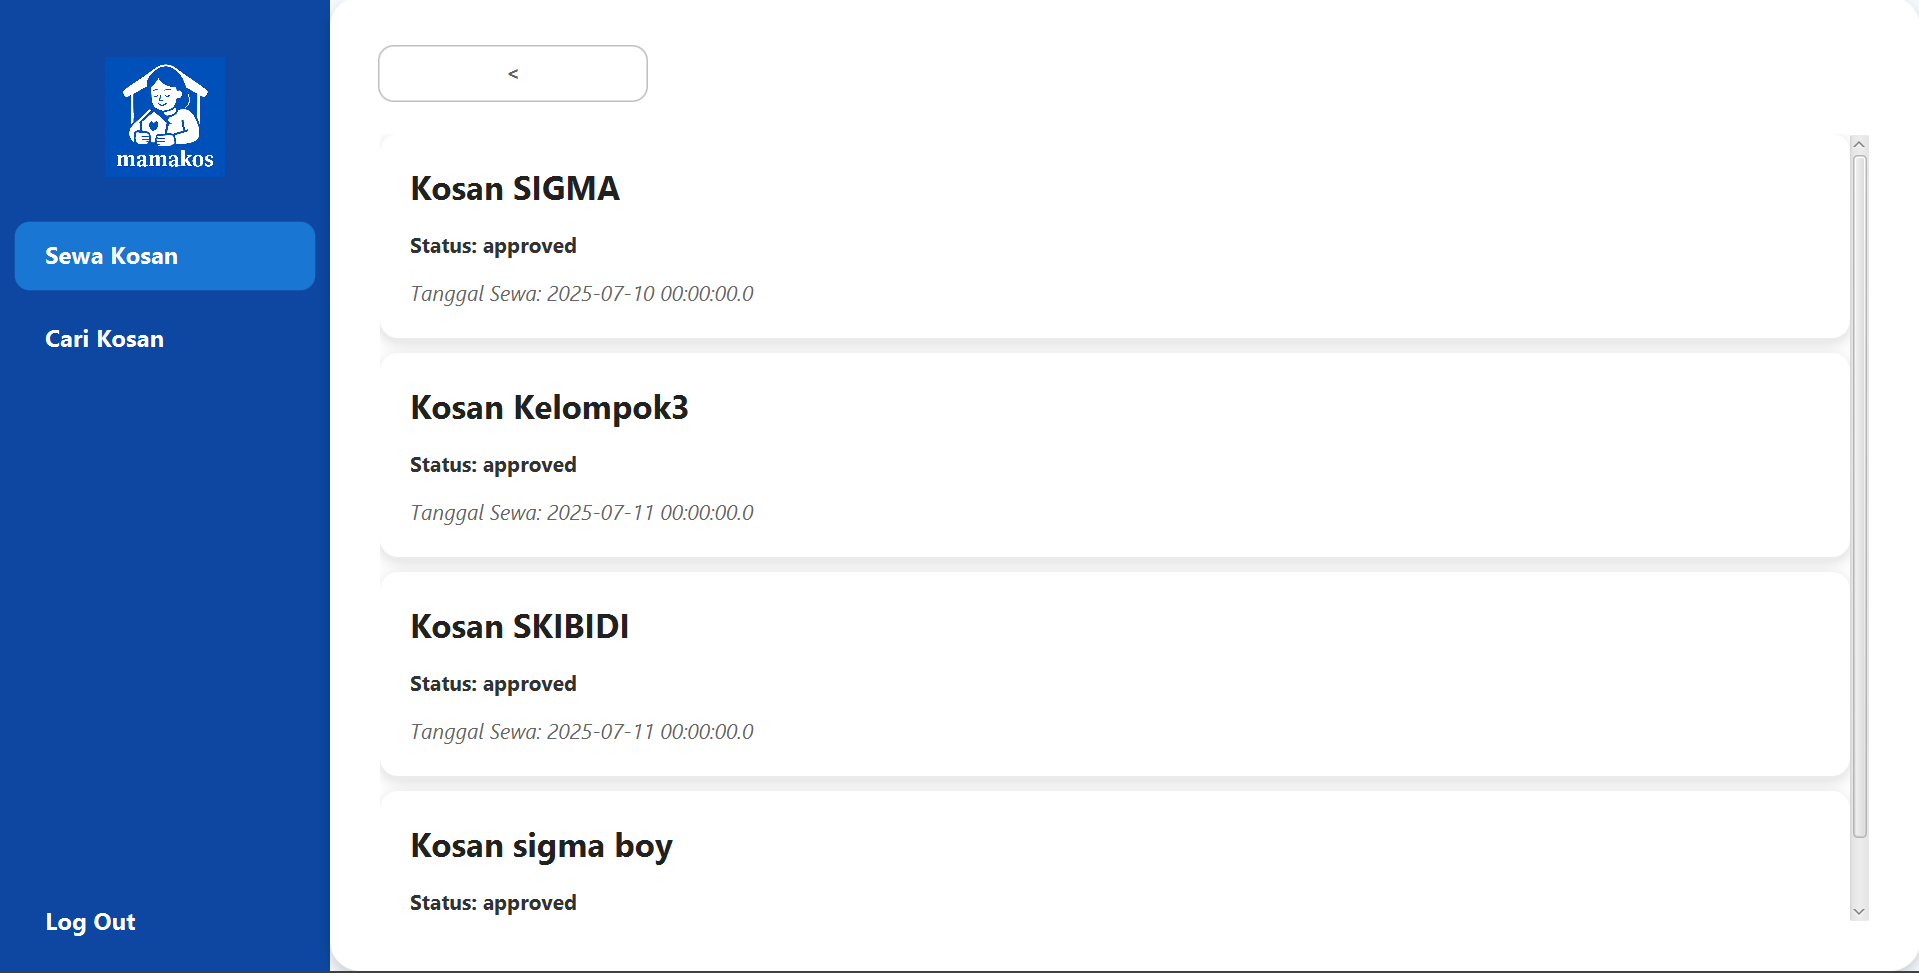 mamakos
Sewa Kosan
Cari Kosan
Log Out
<
Kosan SIGMA
Status: approved
Tanggal Sewa: 2025-07-10 00:00:00.0
Kosan Kelompok3
Status: approved
Tanggal Sewa: 2025-07-11 00:00:00.0
Kosan SKIBIDI
Status: approved
Tanggal Sewa: 2025-07-11 00:00:00.0
Kosan sigma boy
Status: approved